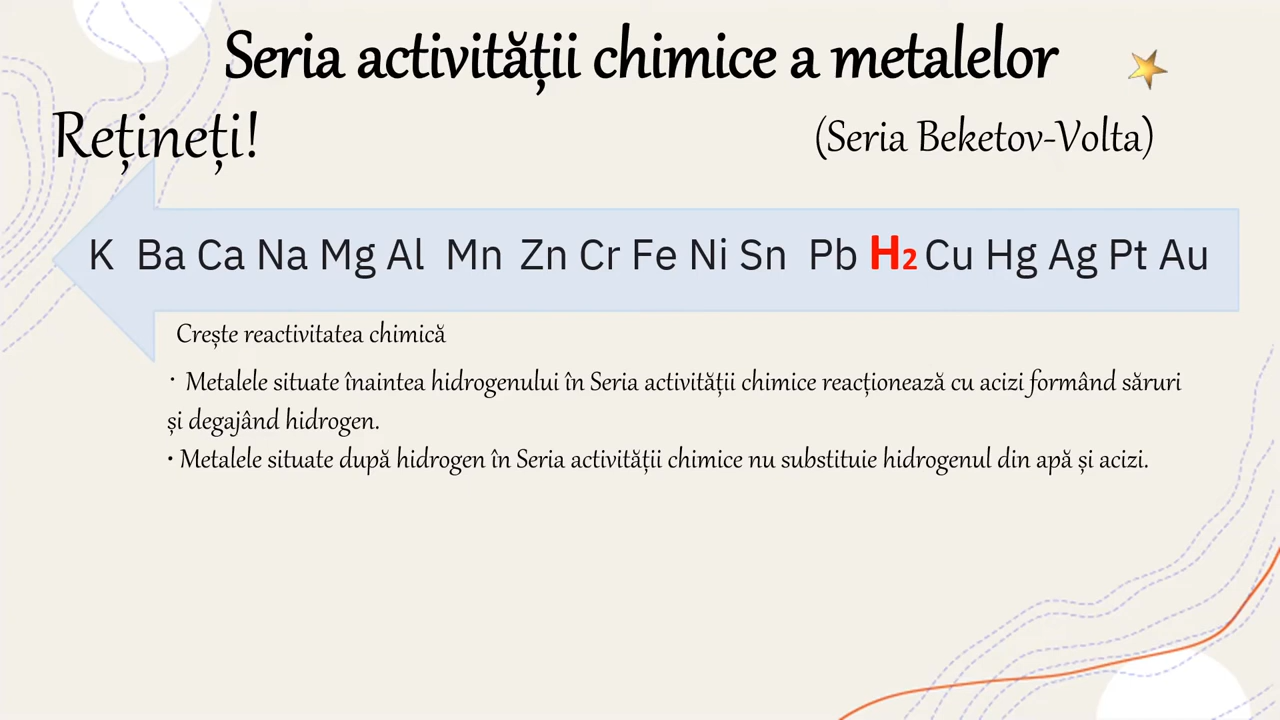 Seria activității chimice a metalelor
Rețineți!
(Seria Beketov-Volta)
K Ba Ca Na Mg Al Mn Zn Cr Fe Ni Sn Pb H2 Cu Hg Ag Pt Au
Crește reactivitatea chimică
· Metalele situate înaintea hidrogenului în Seria activității chimice reacționează cu acizi formând săruri
și degajând hidrogen.
• Metalele situate după hidrogen în Seria activității chimice nu substituie hidrogenul din apă și acizi.